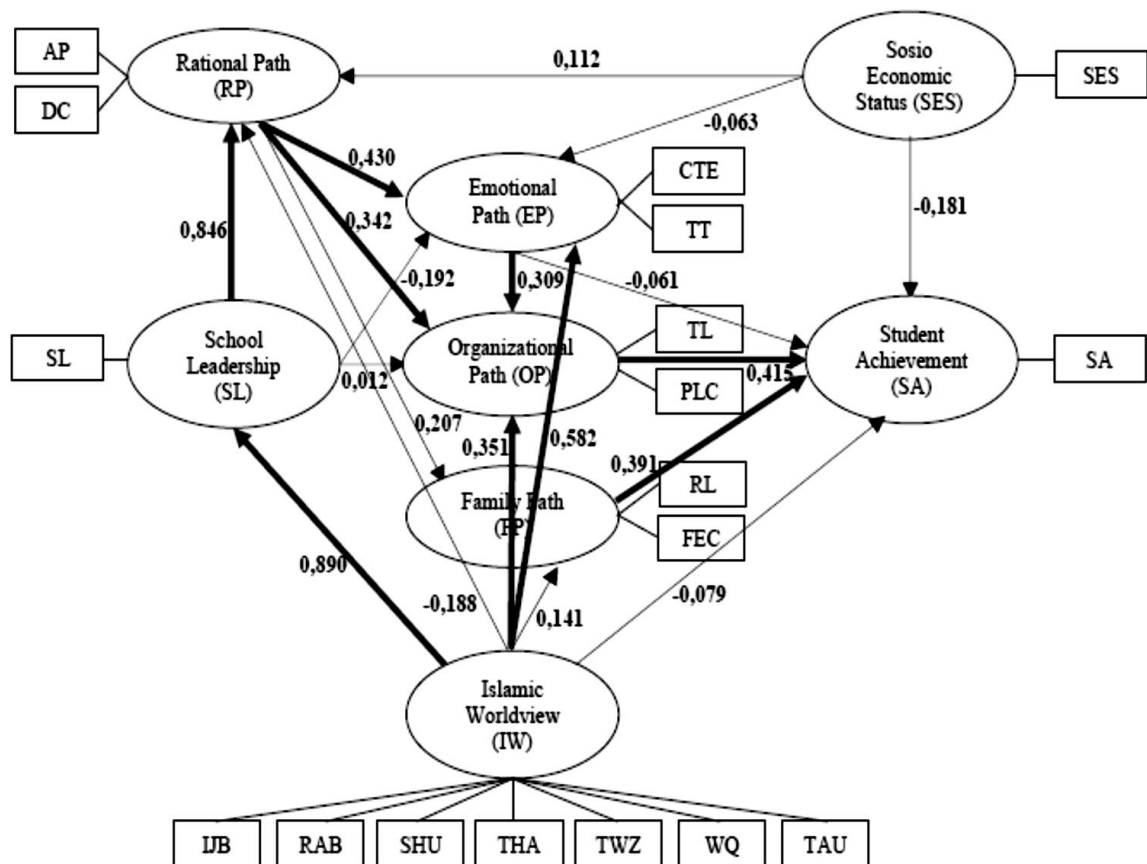 AP
DC
Rational Path
(RP)
0,112
Sosio
Economic
Status (SES)
SES
-0,063
0,430
Emotional
Path (EP)
CTE
TT
0,342
0,846
-0,192
0,309
-0,061
-0,181
SL
School
Leadership
(SL)
0,012
Organizational
Path (OP)
TL
PLC
0,415
Student
Achievement
(SA)
SA
0,207
0,351
0,582
0,391
Family Path
(FP)
RL
FEC
0,890
-0,188
0,141
-0,079
Islamic
Worldview
(IW)
IJB
RAB
SHU
THA
TWZ
WQ
TAU